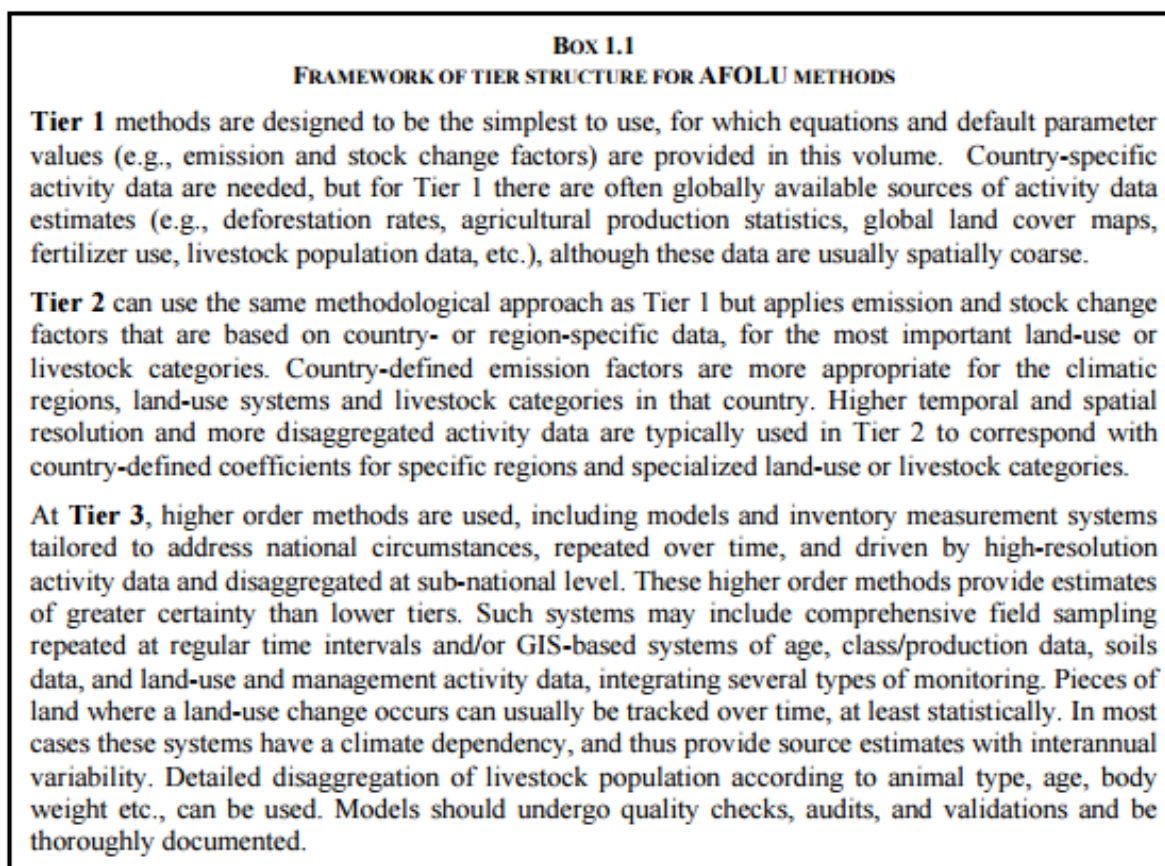 BOX 1.1
FRAMEWORK OF TIER STRUCTURE FOR AFOLU METHODS
Tier 1 methods are designed to be the simplest to use, for which equations and default parameter
values (e.g., emission and stock change factors) are provided in this volume. Country-specific
activity data are needed, but for Tier 1 there are often globally available sources of activity data
estimates (e.g., deforestation rates, agricultural production statistics, global land cover maps,
fertilizer use, livestock population data, etc.), although these data are usually spatially coarse.
Tier 2 can use the same methodological approach as Tier 1 but applies emission and stock change
factors that are based on country- or region-specific data, for the most important land-use or
livestock categories. Country-defined emission factors are more appropriate for the climatic
regions, land-use systems and livestock categories in that country. Higher temporal and spatial
resolution and more disaggregated activity data are typically used in Tier 2 to correspond with
country-defined coefficients for specific regions and specialized land-use or livestock categories.
At Tier 3, higher order methods are used, including models and inventory measurement systems
tailored to address national circumstances, repeated over time, and driven by high-resolution
activity data and disaggregated at sub-national level. These higher order methods provide estimates
of greater certainty than lower tiers. Such systems may include comprehensive field sampling
repeated at regular time intervals and/or GIS-based systems of age, class/production data, soils
data, and land-use and management activity data, integrating several types of monitoring. Pieces of
land where a land-use change occurs can usually be tracked over time, at least statistically. In most
cases these systems have a climate dependency, and thus provide source estimates with interannual
variability. Detailed disaggregation of livestock population according to animal type, age, body
weight etc., can be used. Models should undergo quality checks, audits, and validations and be
thoroughly documented.